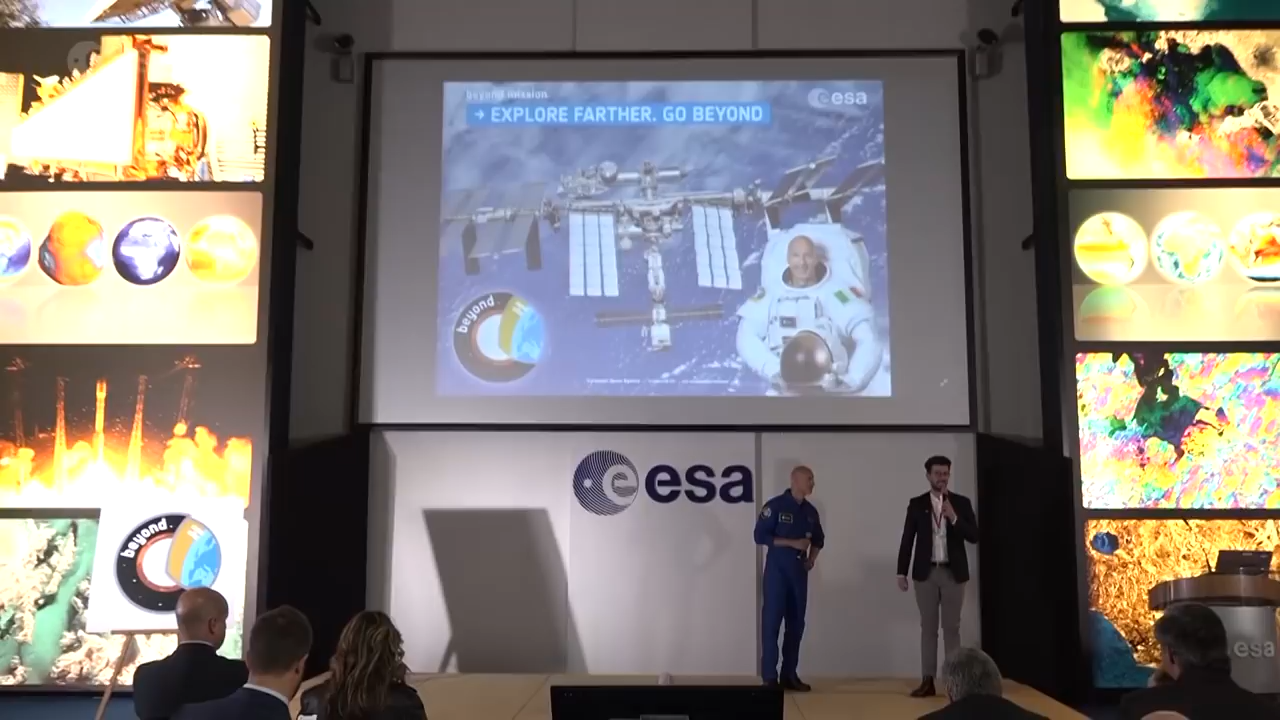 beyond mission
esa
→ EXPLORE FARTHER. GO BEYOND
beyond
esa
beyond
esa